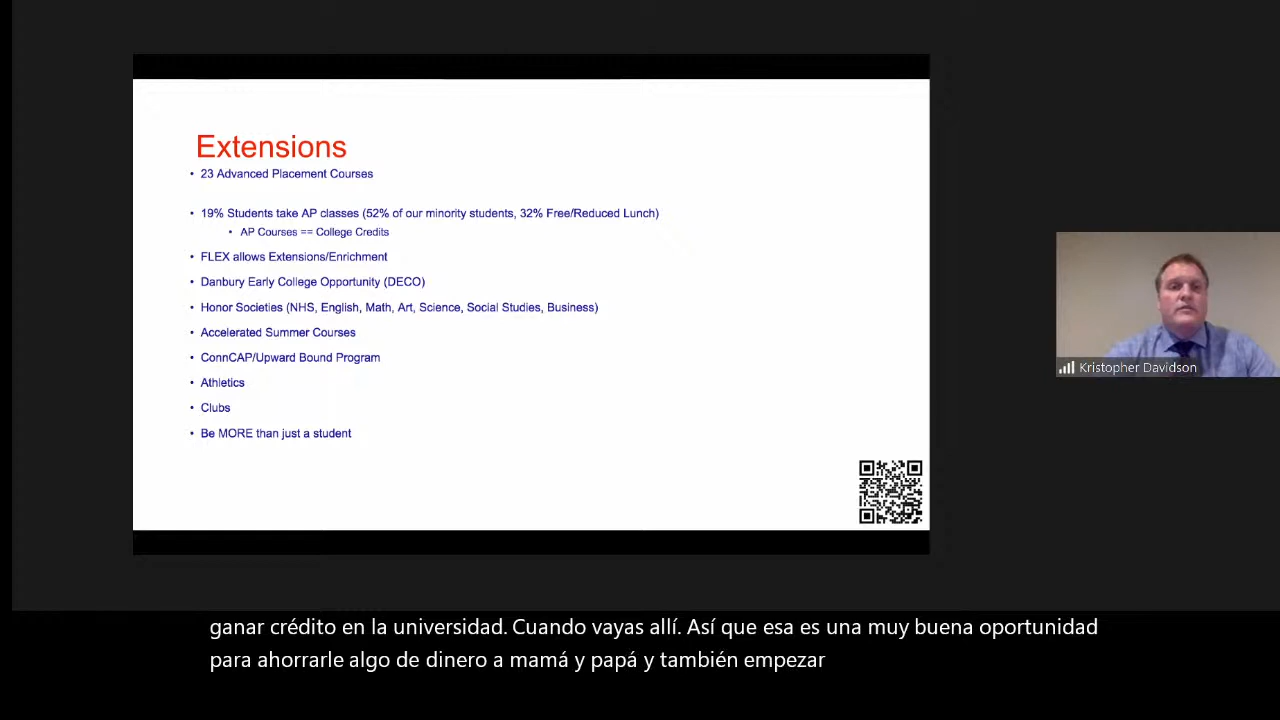 Extensions
• 23 Advanced Placement Courses
• 19% Students take AP classes (52% of our minority students, 32% Free/Reduced Lunch)
• AP Courses == College Credits
• FLEX allows Extensions/Enrichment
• Danbury Early College Opportunity (DECO)
• Honor Societies (NHS, English, Math, Art, Science, Social Studies, Business)
• Accelerated Summer Courses
• ConnCAP/Upward Bound Program
• Athletics
• Clubs
• Be MORE than just a student
Kristopher Davidson
ganar crédito en la universidad. Cuando vayas allí. Así que esa es una muy buena oportunidad
para ahorrarle algo de dinero a mamá y papá y también empezar